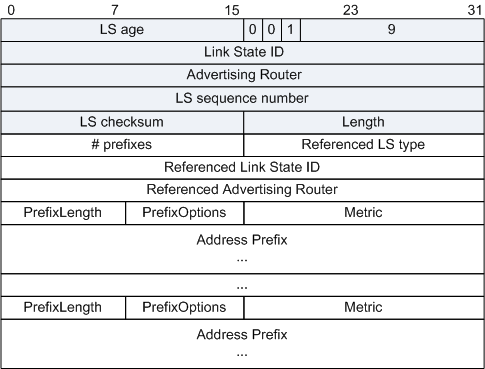 0 7 15 23 31
LS age 0 0 1 9
Link State ID
Advertising Router
LS sequence number
LS checksum Length
# prefixes Referenced LS type
Referenced Link State ID
Referenced Advertising Router
PrefixLength PrefixOptions Metric
Address Prefix
...
...
PrefixLength PrefixOptions Metric
Address Prefix
...